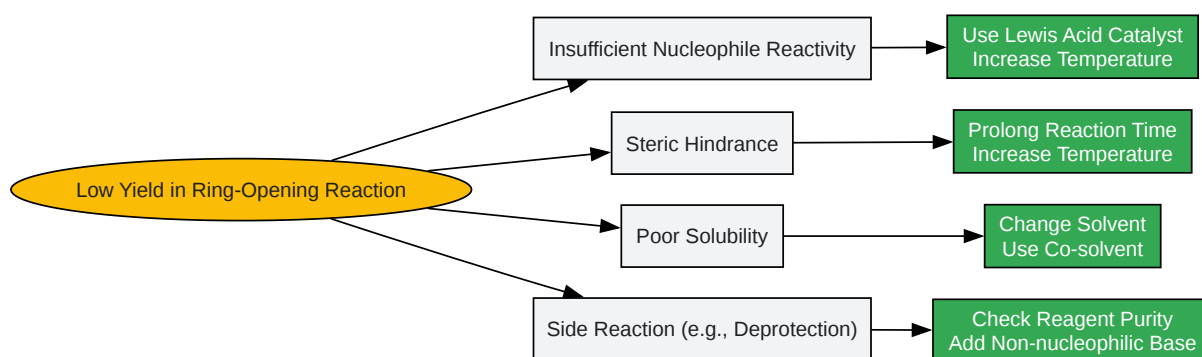 Low Yield in Ring-Opening Reaction
Insufficient Nucleophile Reactivity
Use Lewis Acid Catalyst
Increase Temperature
Steric Hindrance
Prolong Reaction Time
Increase Temperature
Poor Solubility
Change Solvent
Use Co-solvent
Side Reaction (e.g., Deprotection)
Check Reagent Purity
Add Non-nucleophilic Base